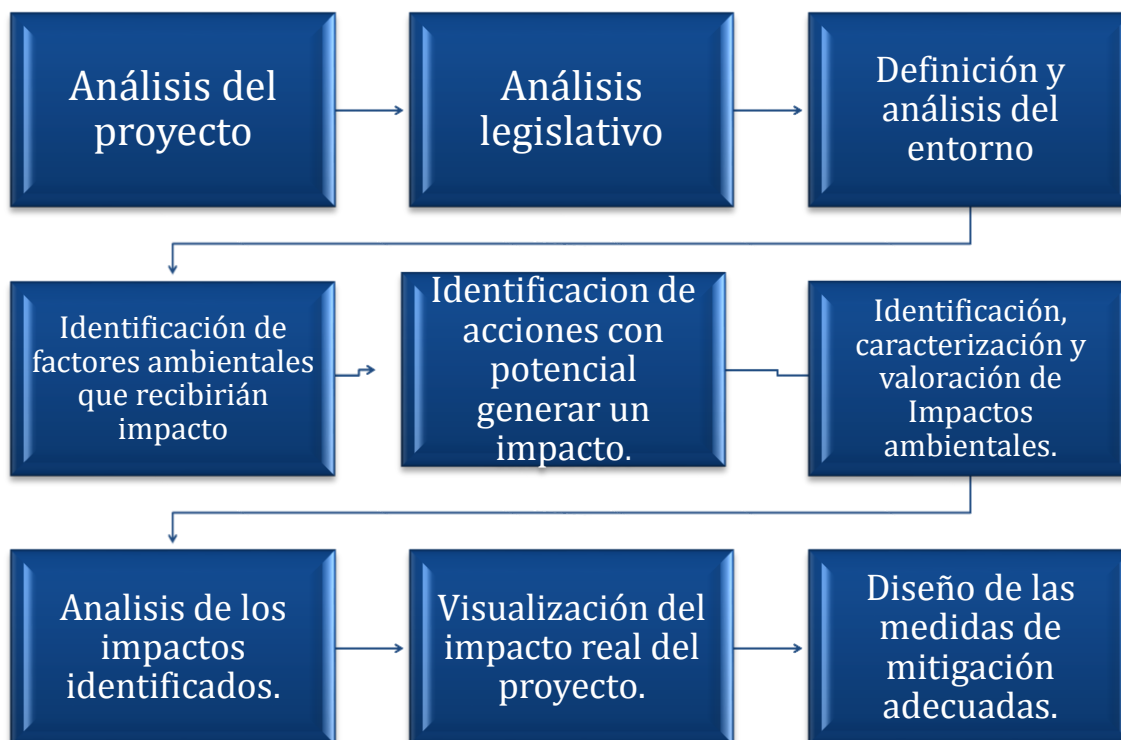 Análisis del
proyecto
Análisis
legislativo
Definición y
análisis del
entorno
Identificación de
factores ambientales
que recibirián
impacto
Identificacion de
acciones con
potencial
generar un
impacto.
Identificación,
caracterización y
valoración de
Impactos
ambientales.
Analisis de los
impactos
identificados.
Visualización del
impacto real del
proyecto.
Diseño de las
medidas de
mitigación
adecuadas.